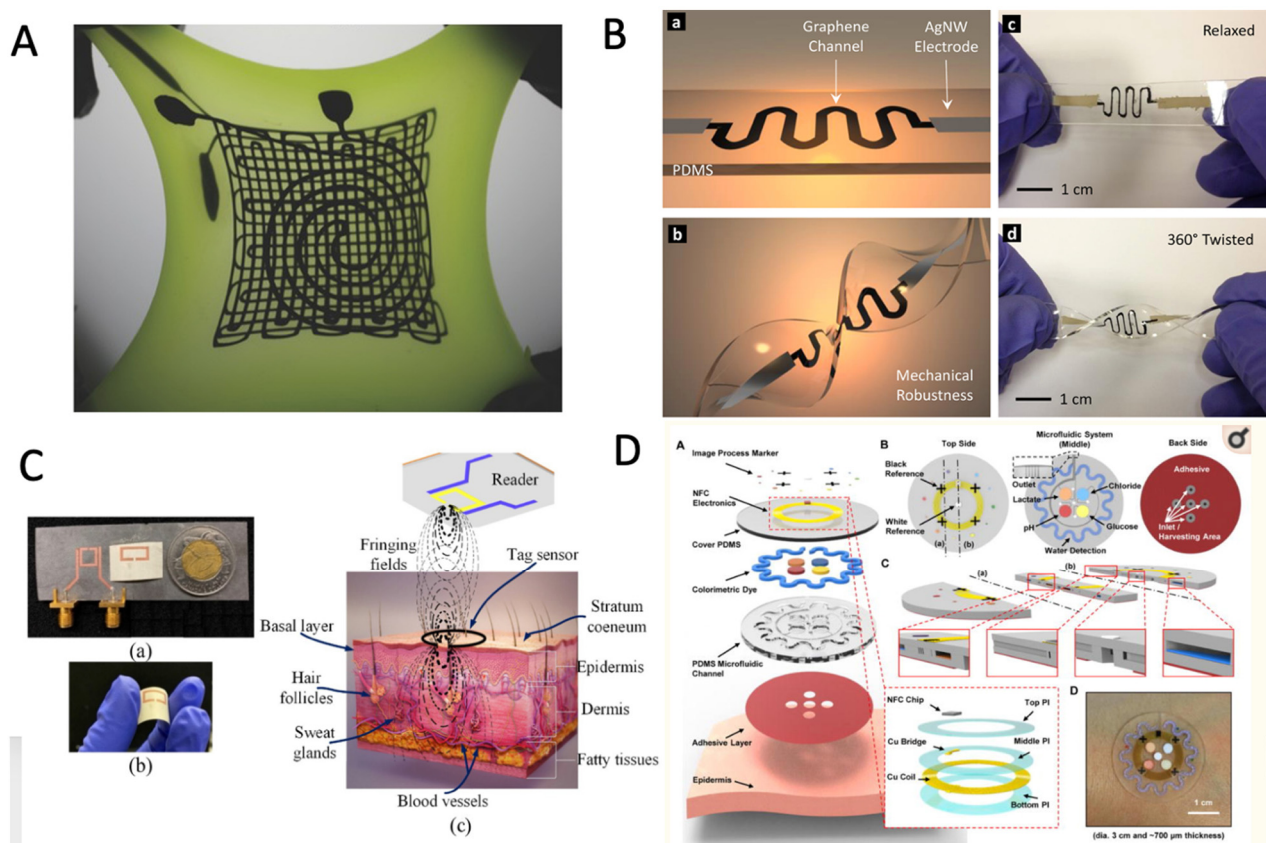 A
B
a
Graphene
Channel
AgNW
Electrode
PDMS
c
Relaxed
1 cm
b
Mechanical
Robustness
d
360° Twisted
1 cm
C
(a)
(b)
Reader
Fringing
fields
Tag sensor
Stratum
coeneum
Basal layer
Epidermis
Hair
follicles
Dermis
Sweat
glands
Fatty tissues
Blood vessels
(c)
D
A
Image Process Marker
NFC
Electronics
Cover PDMS
Colorimetric Dye
PDMS Microfluidic
Channel
Adhesive Layer
Epidermis
B
Top Side
Black
Reference
White
Reference
(a)
(b)
Microfluidic System
(Middle)
Outlet
Lactate
pH
Chloride
Glucose
Water Detection
Back Side
Adhesive
Inlet /
Harvesting Area
C
(a)
(b)
NFC Chip
Top PI
Cu Bridge
Middle PI
Cu Coil
Bottom PI
D
1 cm
(dia. 3 cm and ~700 μm thickness)